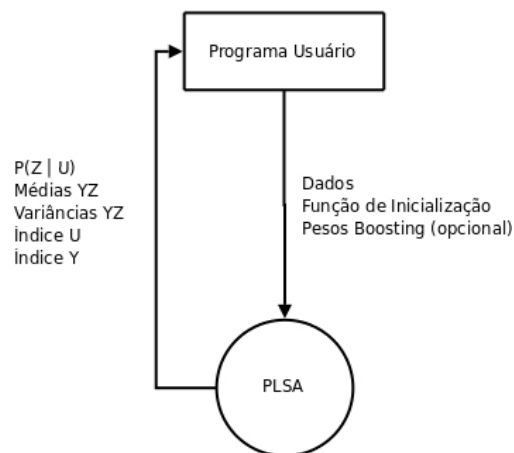 Programa Usuário
P(Z | U)
Médias YZ
Variâncias YZ
Índice U
Índice Y
Dados
Função de Inicialização
Pesos Boosting (opcional)
PLSA